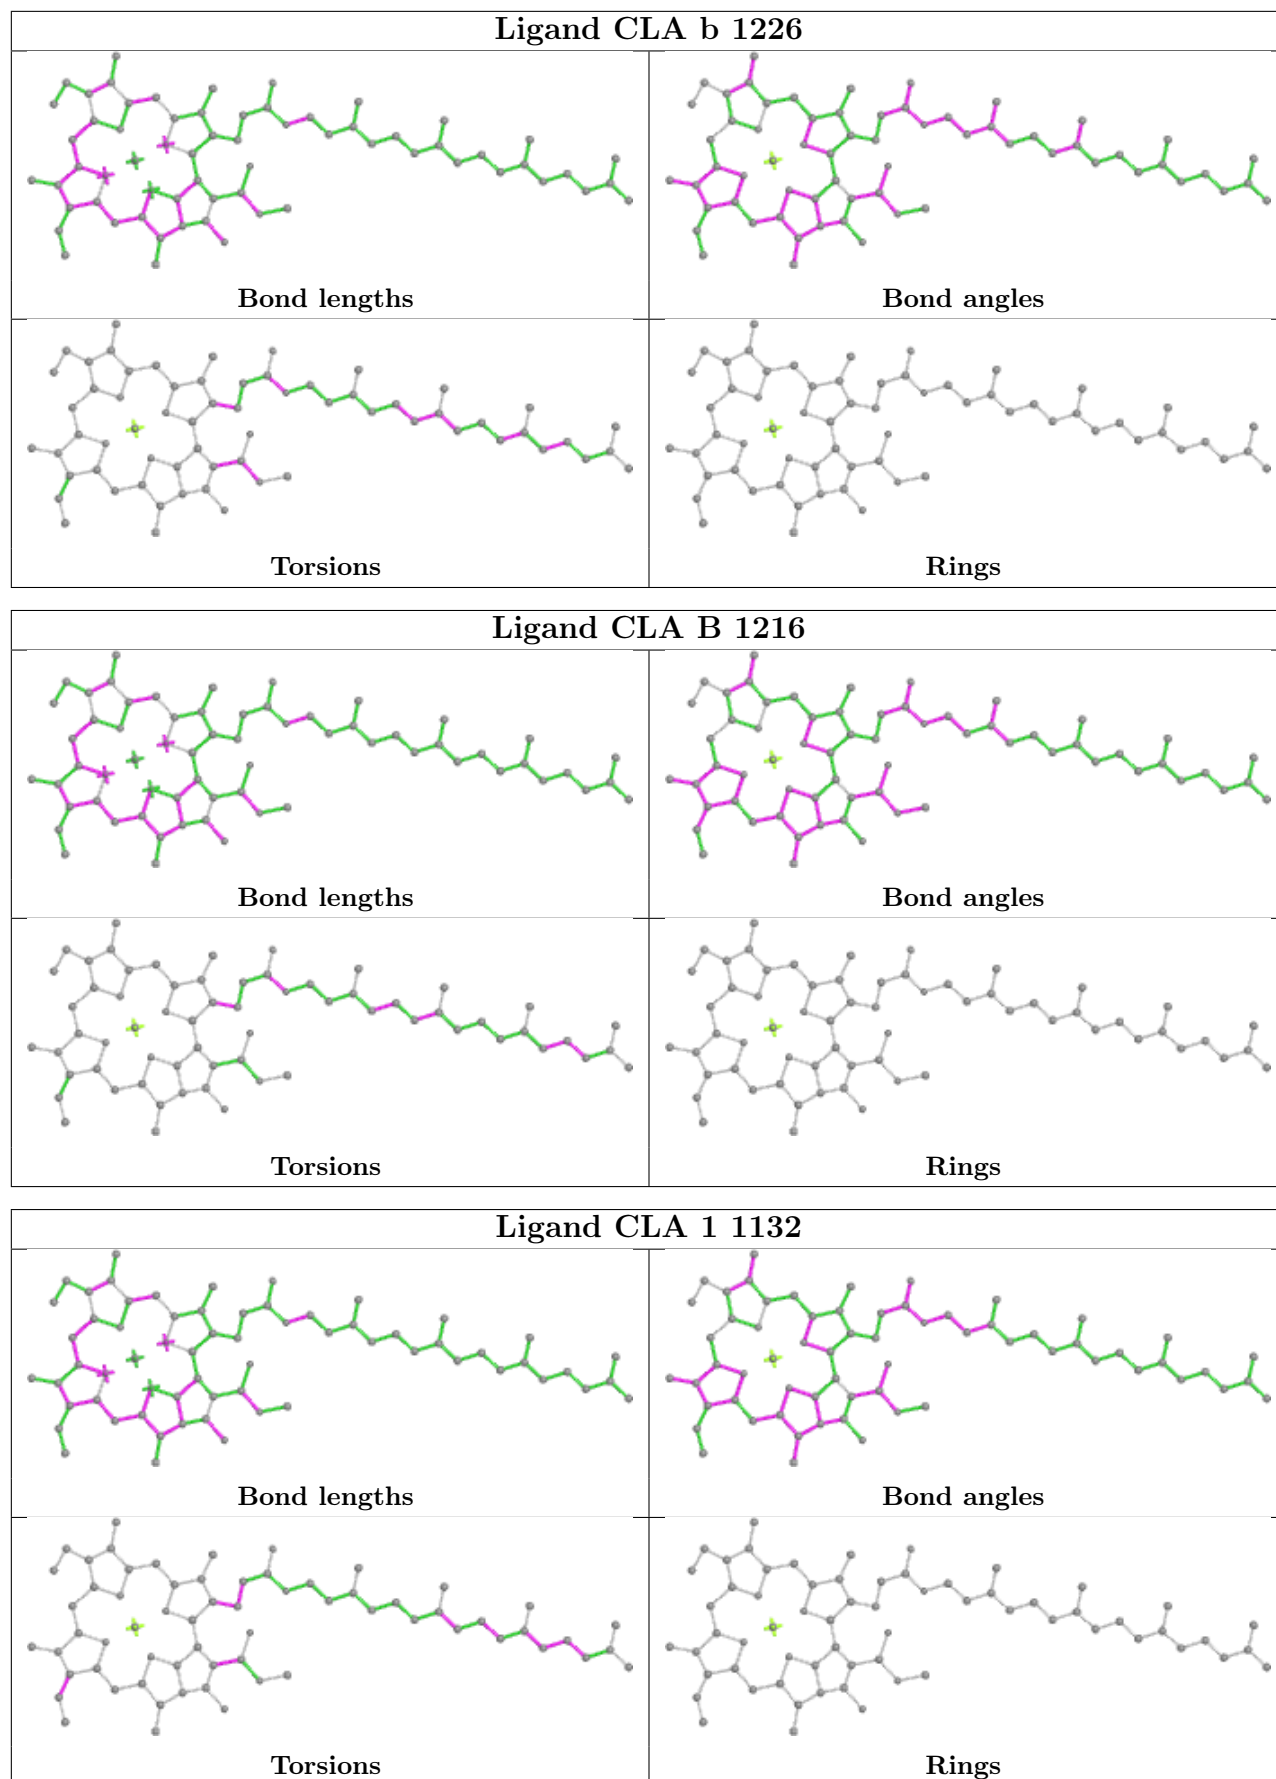 Ligand CLA b 1226
Bond lengths
Bond angles
Torsions
Rings
Ligand CLA B 1216
Bond lengths
Bond angles
Torsions
Rings
Ligand CLA 1 1132
Bond lengths
Bond angles
Torsions
Rings